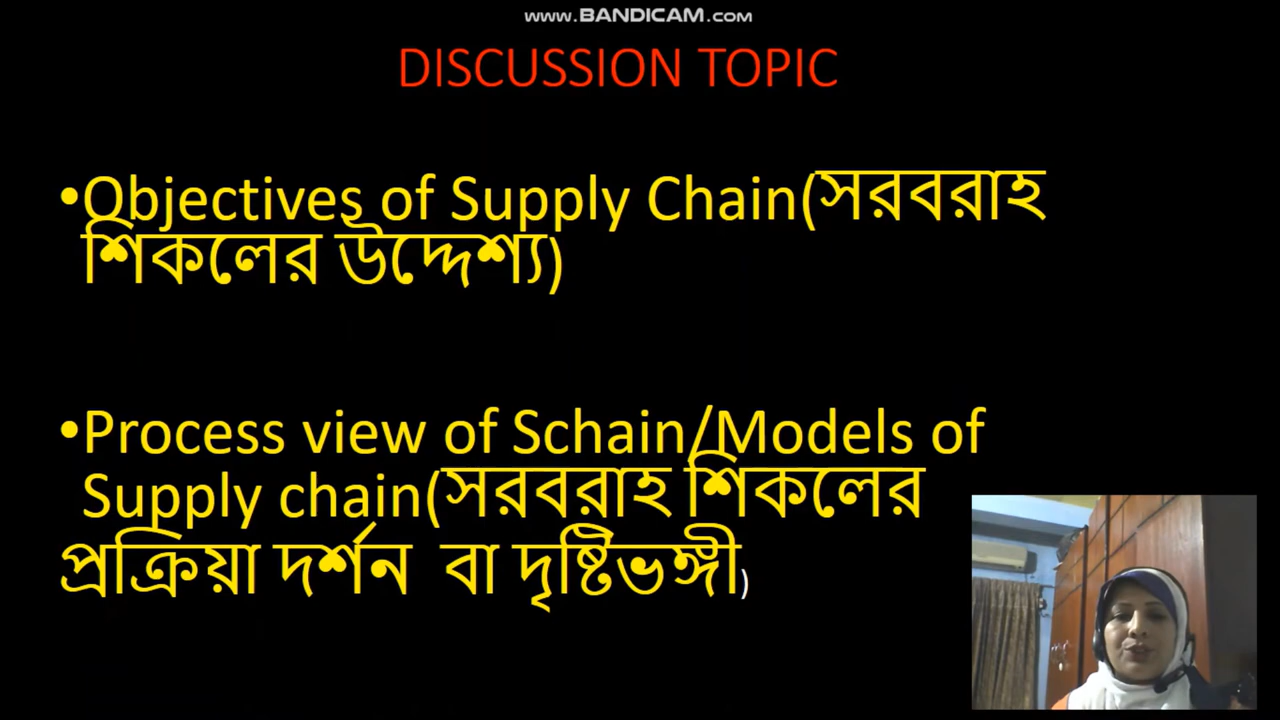 WWW.BANDICAM.COM
DISCUSSION TOPIC
•Objectives of Supply Chain(সরবরাহ
শিকলের উদ্দেশ্য)
•Process view of Schain/Models of
Supply chain(সরবরাহ শিকলের
প্রক্রিয়া দর্শন বা দৃষ্টিভঙ্গী)